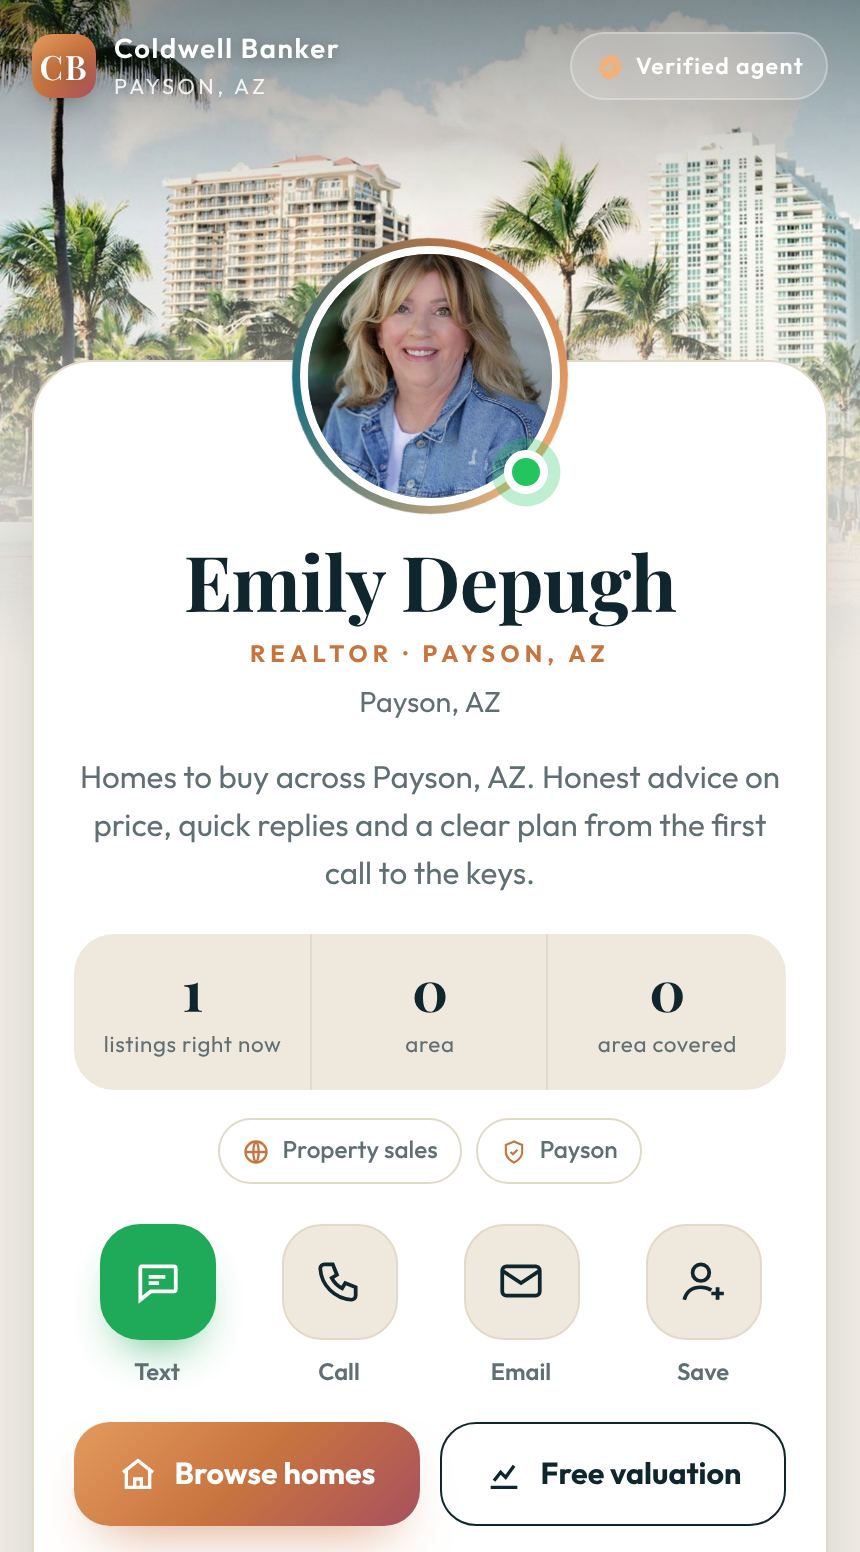 CB
Coldwell Banker
PAYSON, AZ
Verified agent
Emily Depugh
REALTOR · PAYSON, AZ
Payson, AZ
Homes to buy across Payson, AZ. Honest advice on
price, quick replies and a clear plan from the first
call to the keys.
1
listings right now
0
area
0
area covered
Property sales
Payson
Text
Call
Email
Save
Browse homes
Free valuation